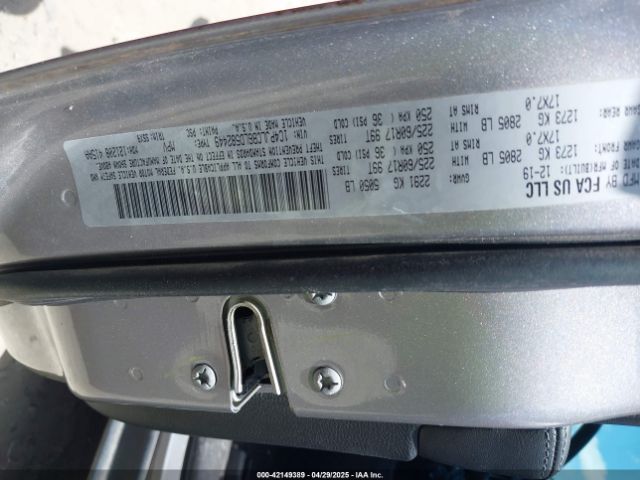 MFD BY FCA US LLC
DATE OF MFR(BUILT): 12-19 GVWR: 2291 KG 5050 LB
1273 KG 2805 LB WITH 225/60R17 99T TIRES
17X7.0 RIMS AT 250 KPA( 36 PSI) COLD
GAWR REAR: 1273 KG 2805 LB WITH 225/60R17 99T TIRES
17X7.0 RIMS AT 250 KPA( 36 PSI) COLD
THIS VEHICLE CONFORMS TO ALL APPLICABLE U.S.A. FEDERAL MOTOR VEHICLE SAFETY AND
THEFT PREVENTION STANDARDS IN EFFECT ON THE DATE OF MANUFACTURE SHOWN ABOVE
VEHICLE MADE IN U.S.A.
PAINT: PSC
MPV
000-42149389 04/29/2025 IAA Inc.